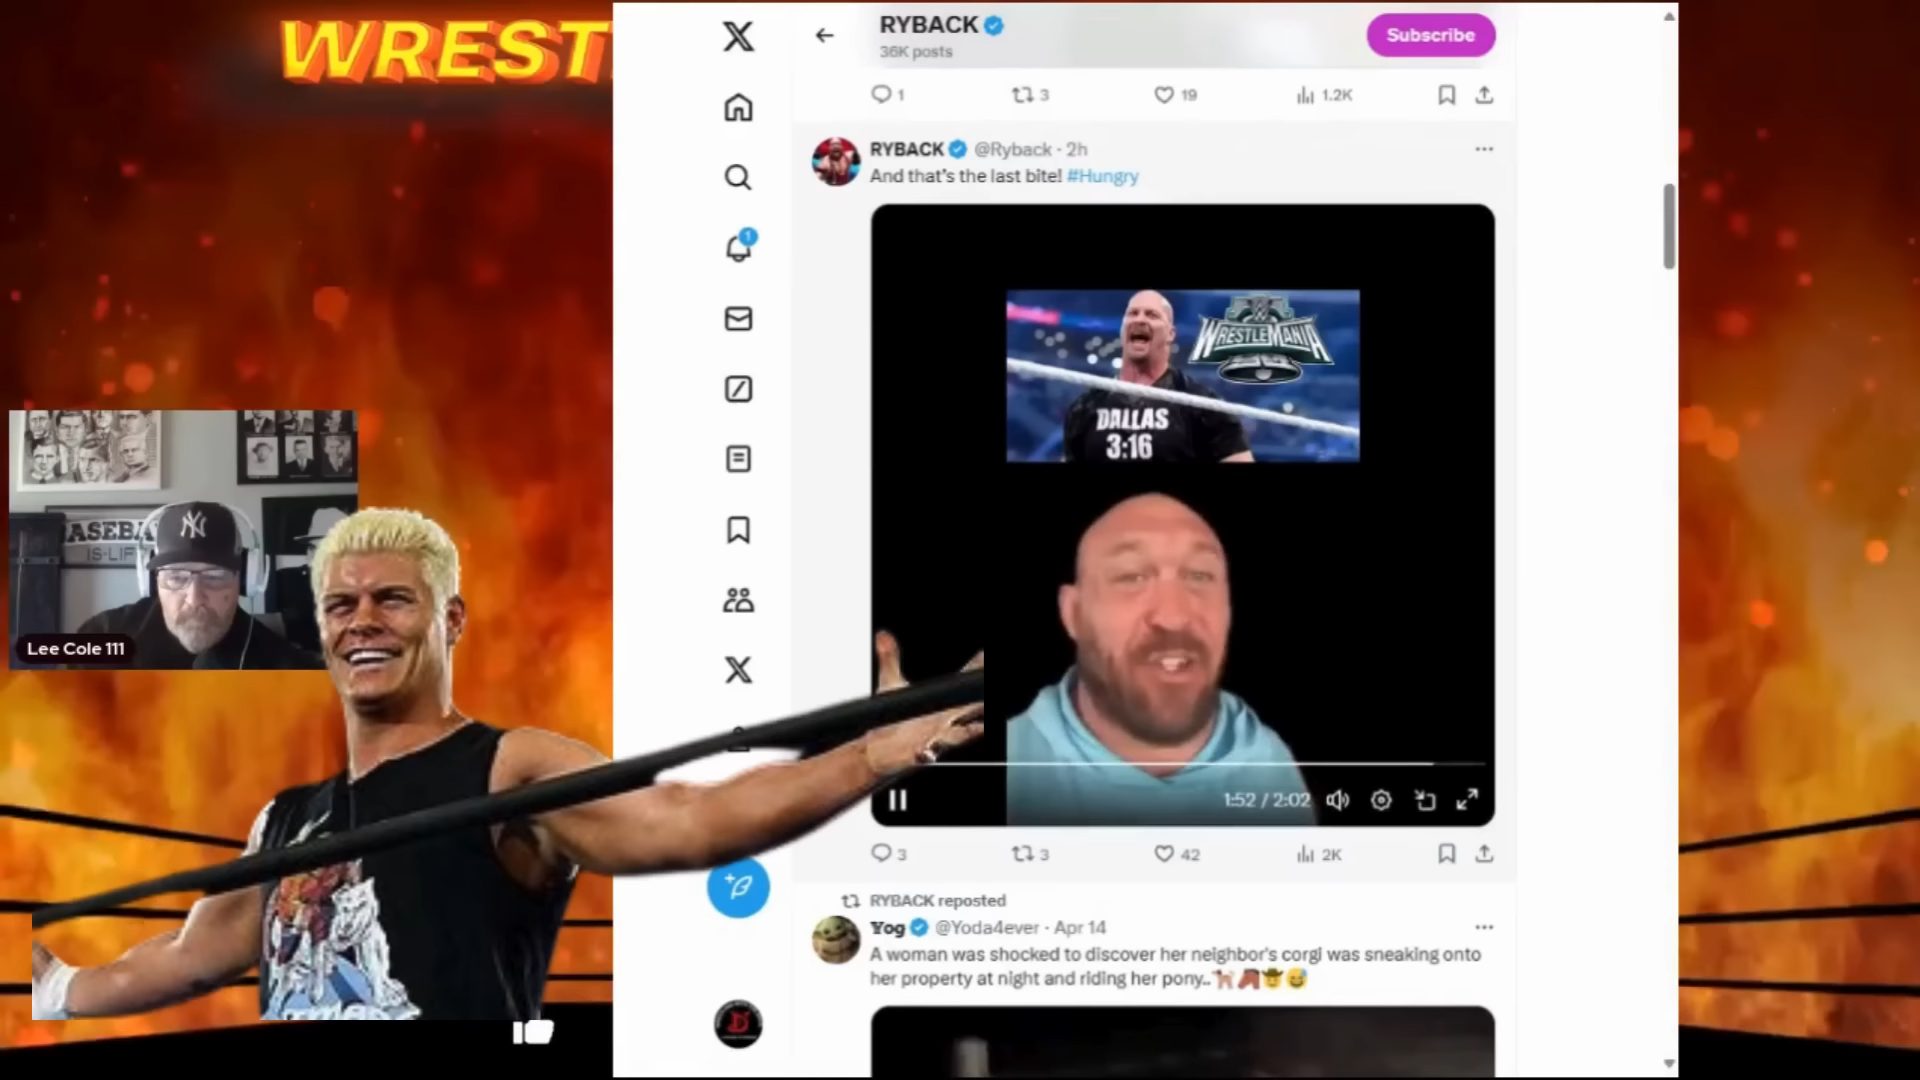 WREST
RYBACK
36K posts
Subscribe
1
3
19
1.2K
RYBACK @Ryback · 2h
And that's the last bite! #Hungry
1
WRESTLEMANIA
DALLAS
3:16
NY
BASEBA
IS-LIF
Lee Cole 111
1:52 / 2:02
3
3
42
2K
RYBACK reposted
Yog @Yoda4ever · Apr 14
A woman was shocked to discover her neighbor's corgi was sneaking onto
her property at night and riding her pony..🐕🐴🤠😅